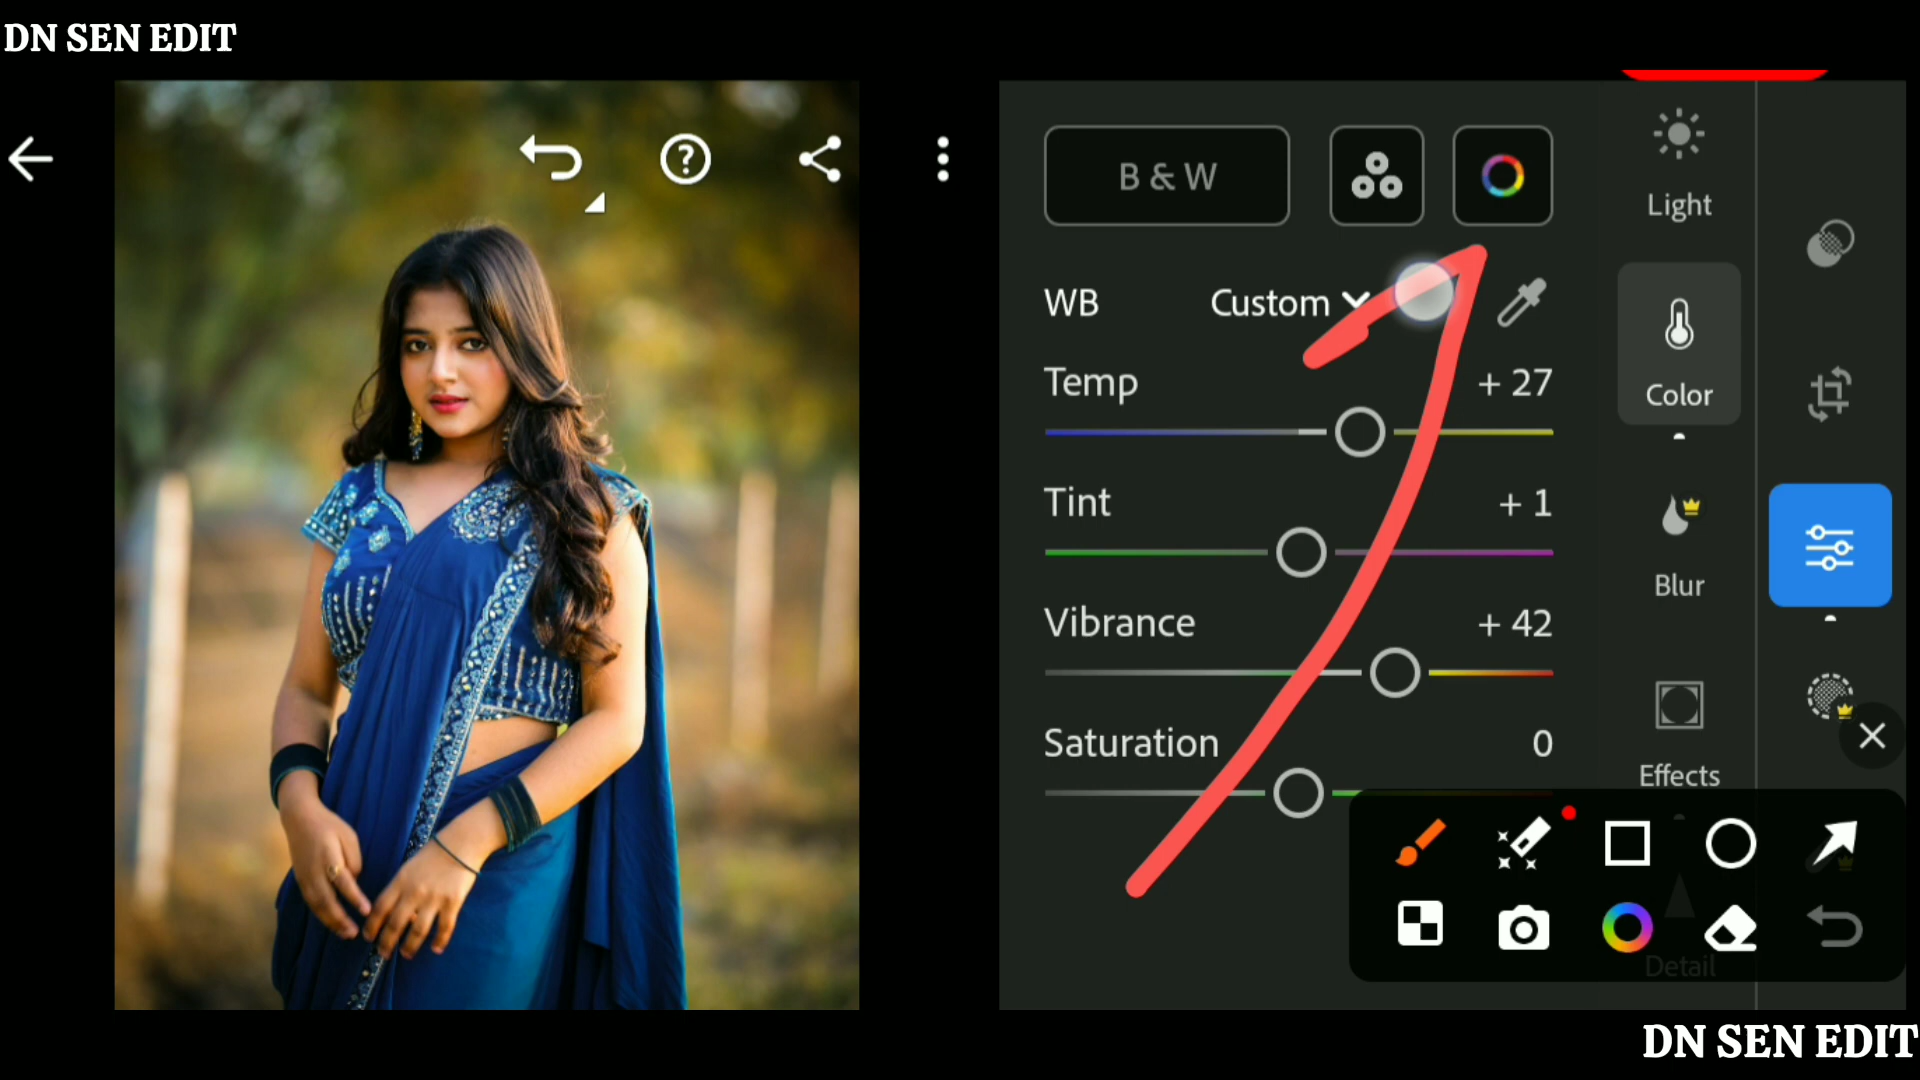 DN SEN EDIT
B & W
WB Custom
Temp + 27
Tint + 1
Vibrance + 42
Saturation 0
Light
Color
Blur
Effects
Detail
DN SEN EDIT